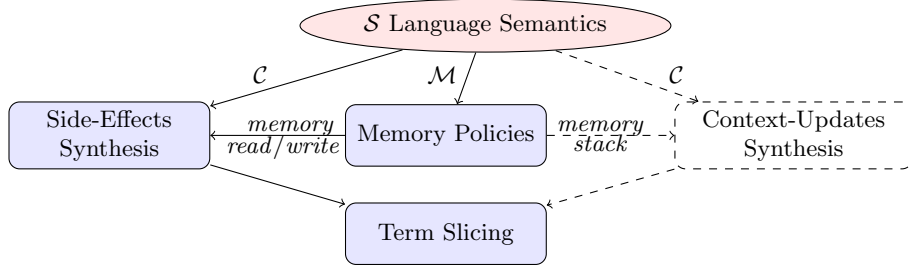 𝒮 Language Semantics
𝒞
ℳ
𝒞
Side-Effects
Synthesis
memory
read/write
Memory Policies
memory
stack
Context-Updates
Synthesis
Term Slicing